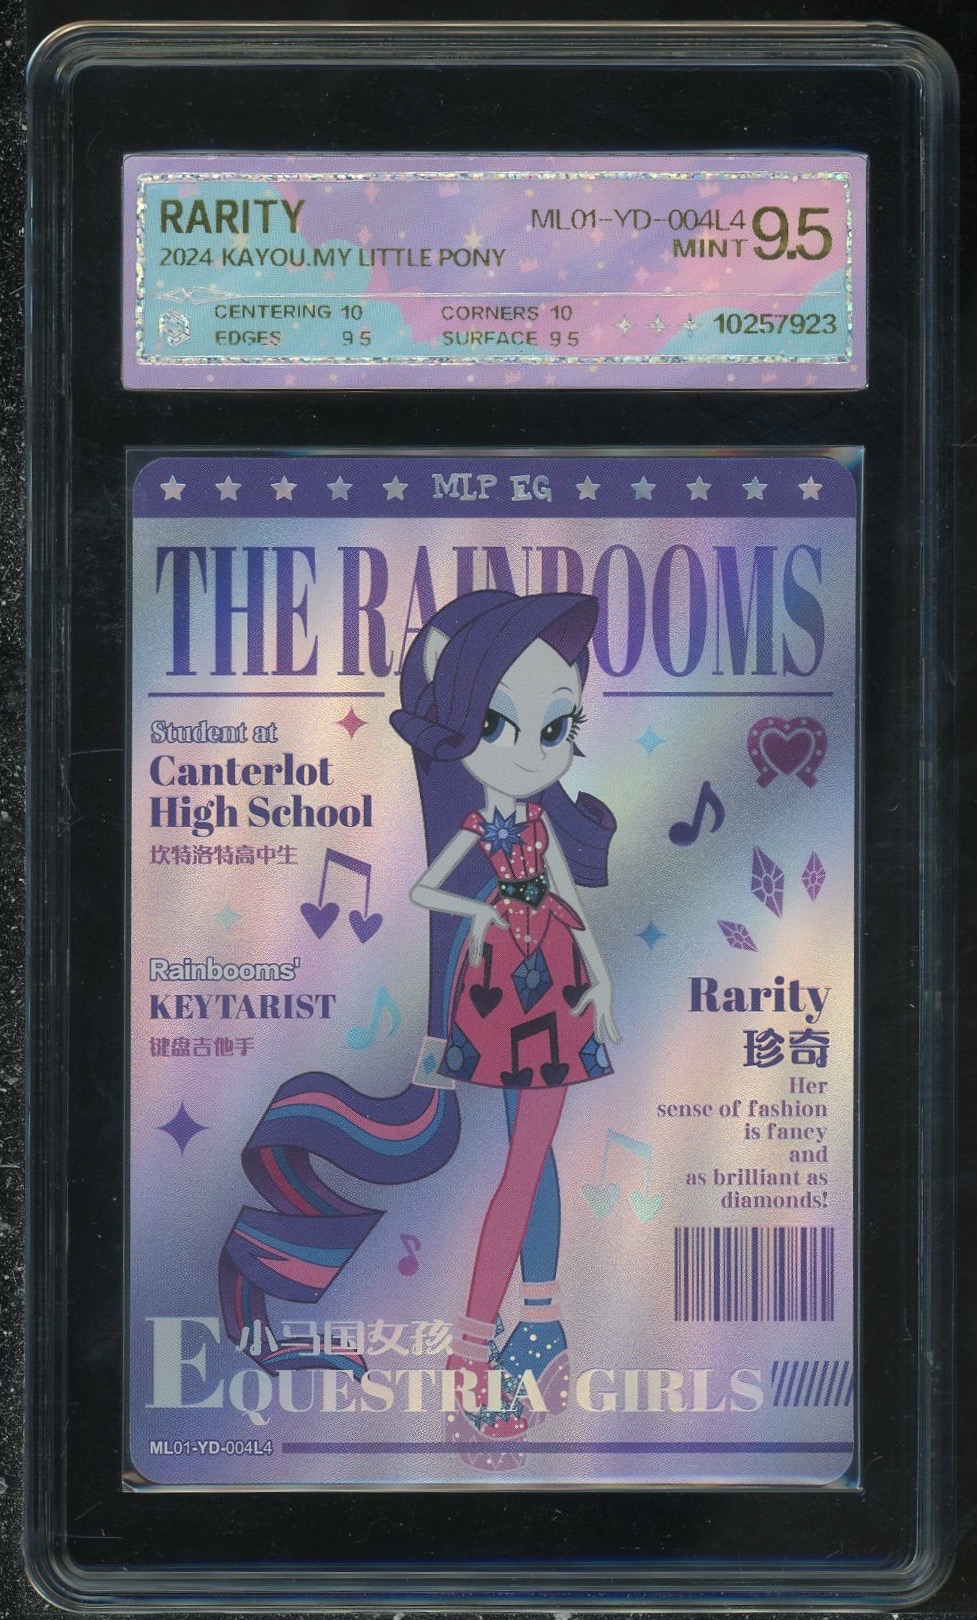 RARITY
ML01-YD-004L4
2024 KAYOU.MY LITTLE PONY
MINT 9.5
CENTERING 10
CORNERS 10
EDGES 9.5
SURFACE 9.5
10257923
MLP EG
THE RAINBOOMS
Student at
Canterlot
High School
坎特洛特高中生
Rainbooms'
KEYTARIST
键盘吉他手
Rarity
珍奇
Her
sense of fashion
is fancy
and
as brilliant as
diamonds!
小马国女孩
EQUESTRIA GIRLS
ML01-YD-004L4